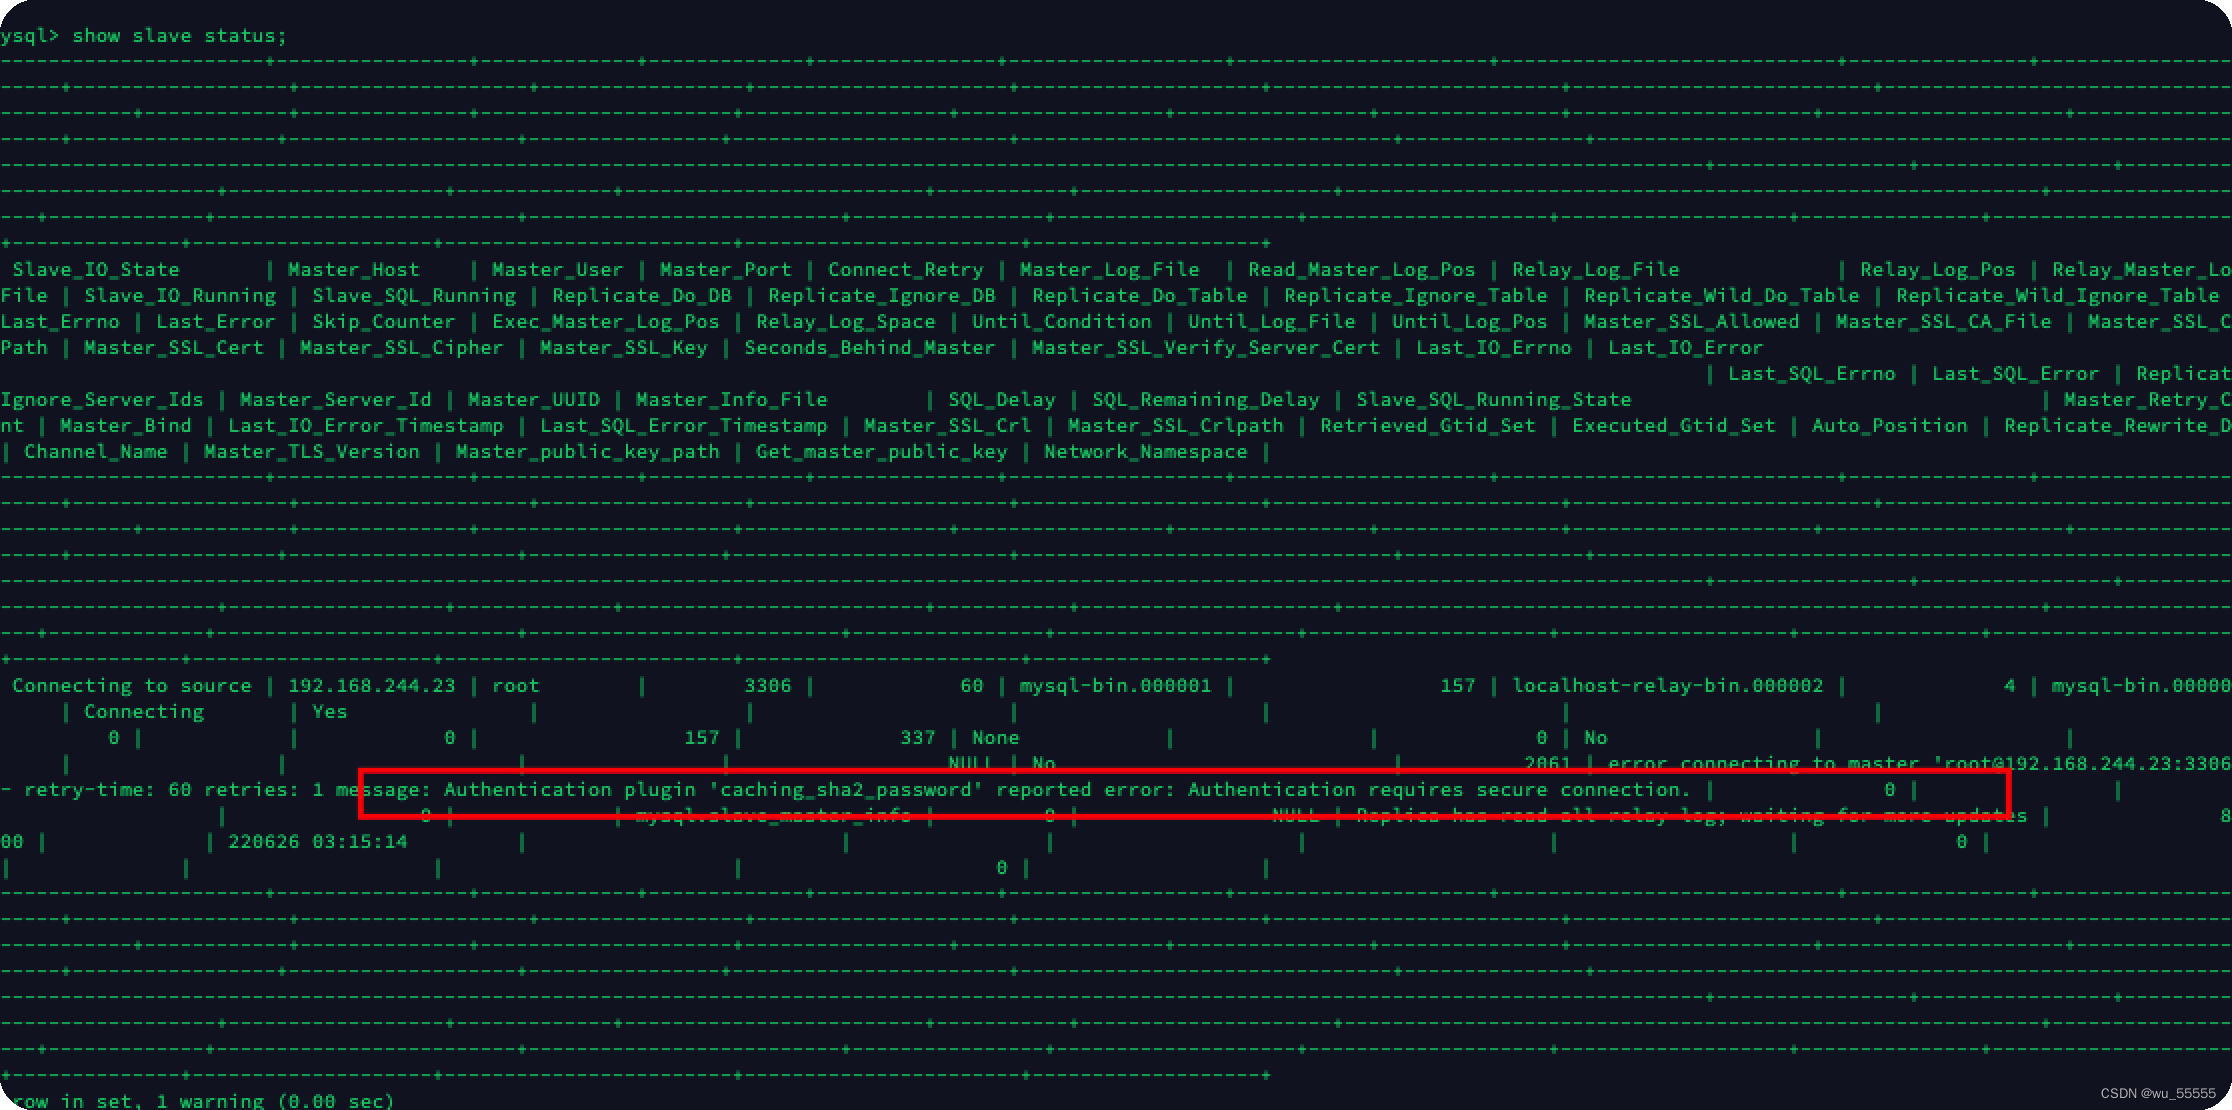 ysql> show slave status;
Slave_IO_State | Master_Host | Master_User | Master_Port | Connect_Retry | Master_Log_File | Read_Master_Log_Pos | Relay_Log_File | Relay_Log_Pos | Relay_Master_Lo
File | Slave_IO_Running | Slave_SQL_Running | Replicate_Do_DB | Replicate_Ignore_DB | Replicate_Do_Table | Replicate_Ignore_Table | Replicate_Wild_Do_Table | Replicate_Wild_Ignore_Table
Last_Errno | Last_Error | Skip_Counter | Exec_Master_Log_Pos | Relay_Log_Space | Until_Condition | Until_Log_File | Until_Log_Pos | Master_SSL_Allowed | Master_SSL_CA_File | Master_SSL_C
Path | Master_SSL_Cert | Master_SSL_Cipher | Master_SSL_Key | Seconds_Behind_Master | Master_SSL_Verify_Server_Cert | Last_IO_Errno | Last_IO_Error
| Last_SQL_Errno | Last_SQL_Error | Replicat
Ignore_Server_Ids | Master_Server_Id | Master_UUID | Master_Info_File | SQL_Delay | SQL_Remaining_Delay | Slave_SQL_Running_State | Master_Retry_C
nt | Master_Bind | Last_IO_Error_Timestamp | Last_SQL_Error_Timestamp | Master_SSL_Crl | Master_SSL_Crlpath | Retrieved_Gtid_Set | Executed_Gtid_Set | Auto_Position | Replicate_Rewrite_D
| Channel_Name | Master_TLS_Version | Master_public_key_path | Get_master_public_key | Network_Namespace |
Connecting to source | 192.168.244.23 | root | 3306 | 60 | mysql-bin.000001 | 157 | localhost-relay-bin.000002 | 4 | mysql-bin.00000
| Connecting | Yes | | | | | |
0 | | 0 | 157 | 337 | None | | 0 | No | |
| | | | NULL | No | 2061 | error connecting to master 'root@192.168.244.23:3306
- retry-time: 60 retries: 1 message: Authentication plugin 'caching_sha2_password' reported error: Authentication requires secure connection. | 0 | |
| 0 | | mysql.slave_master_info | 0 | NULL | Replica has read all relay log; waiting for more updates | 8
00 | | 220626 03:15:14 | | | | | | 0 |
| | | | 0 | |
row in set, 1 warning (0.00 sec)
CSDN @wu_55555